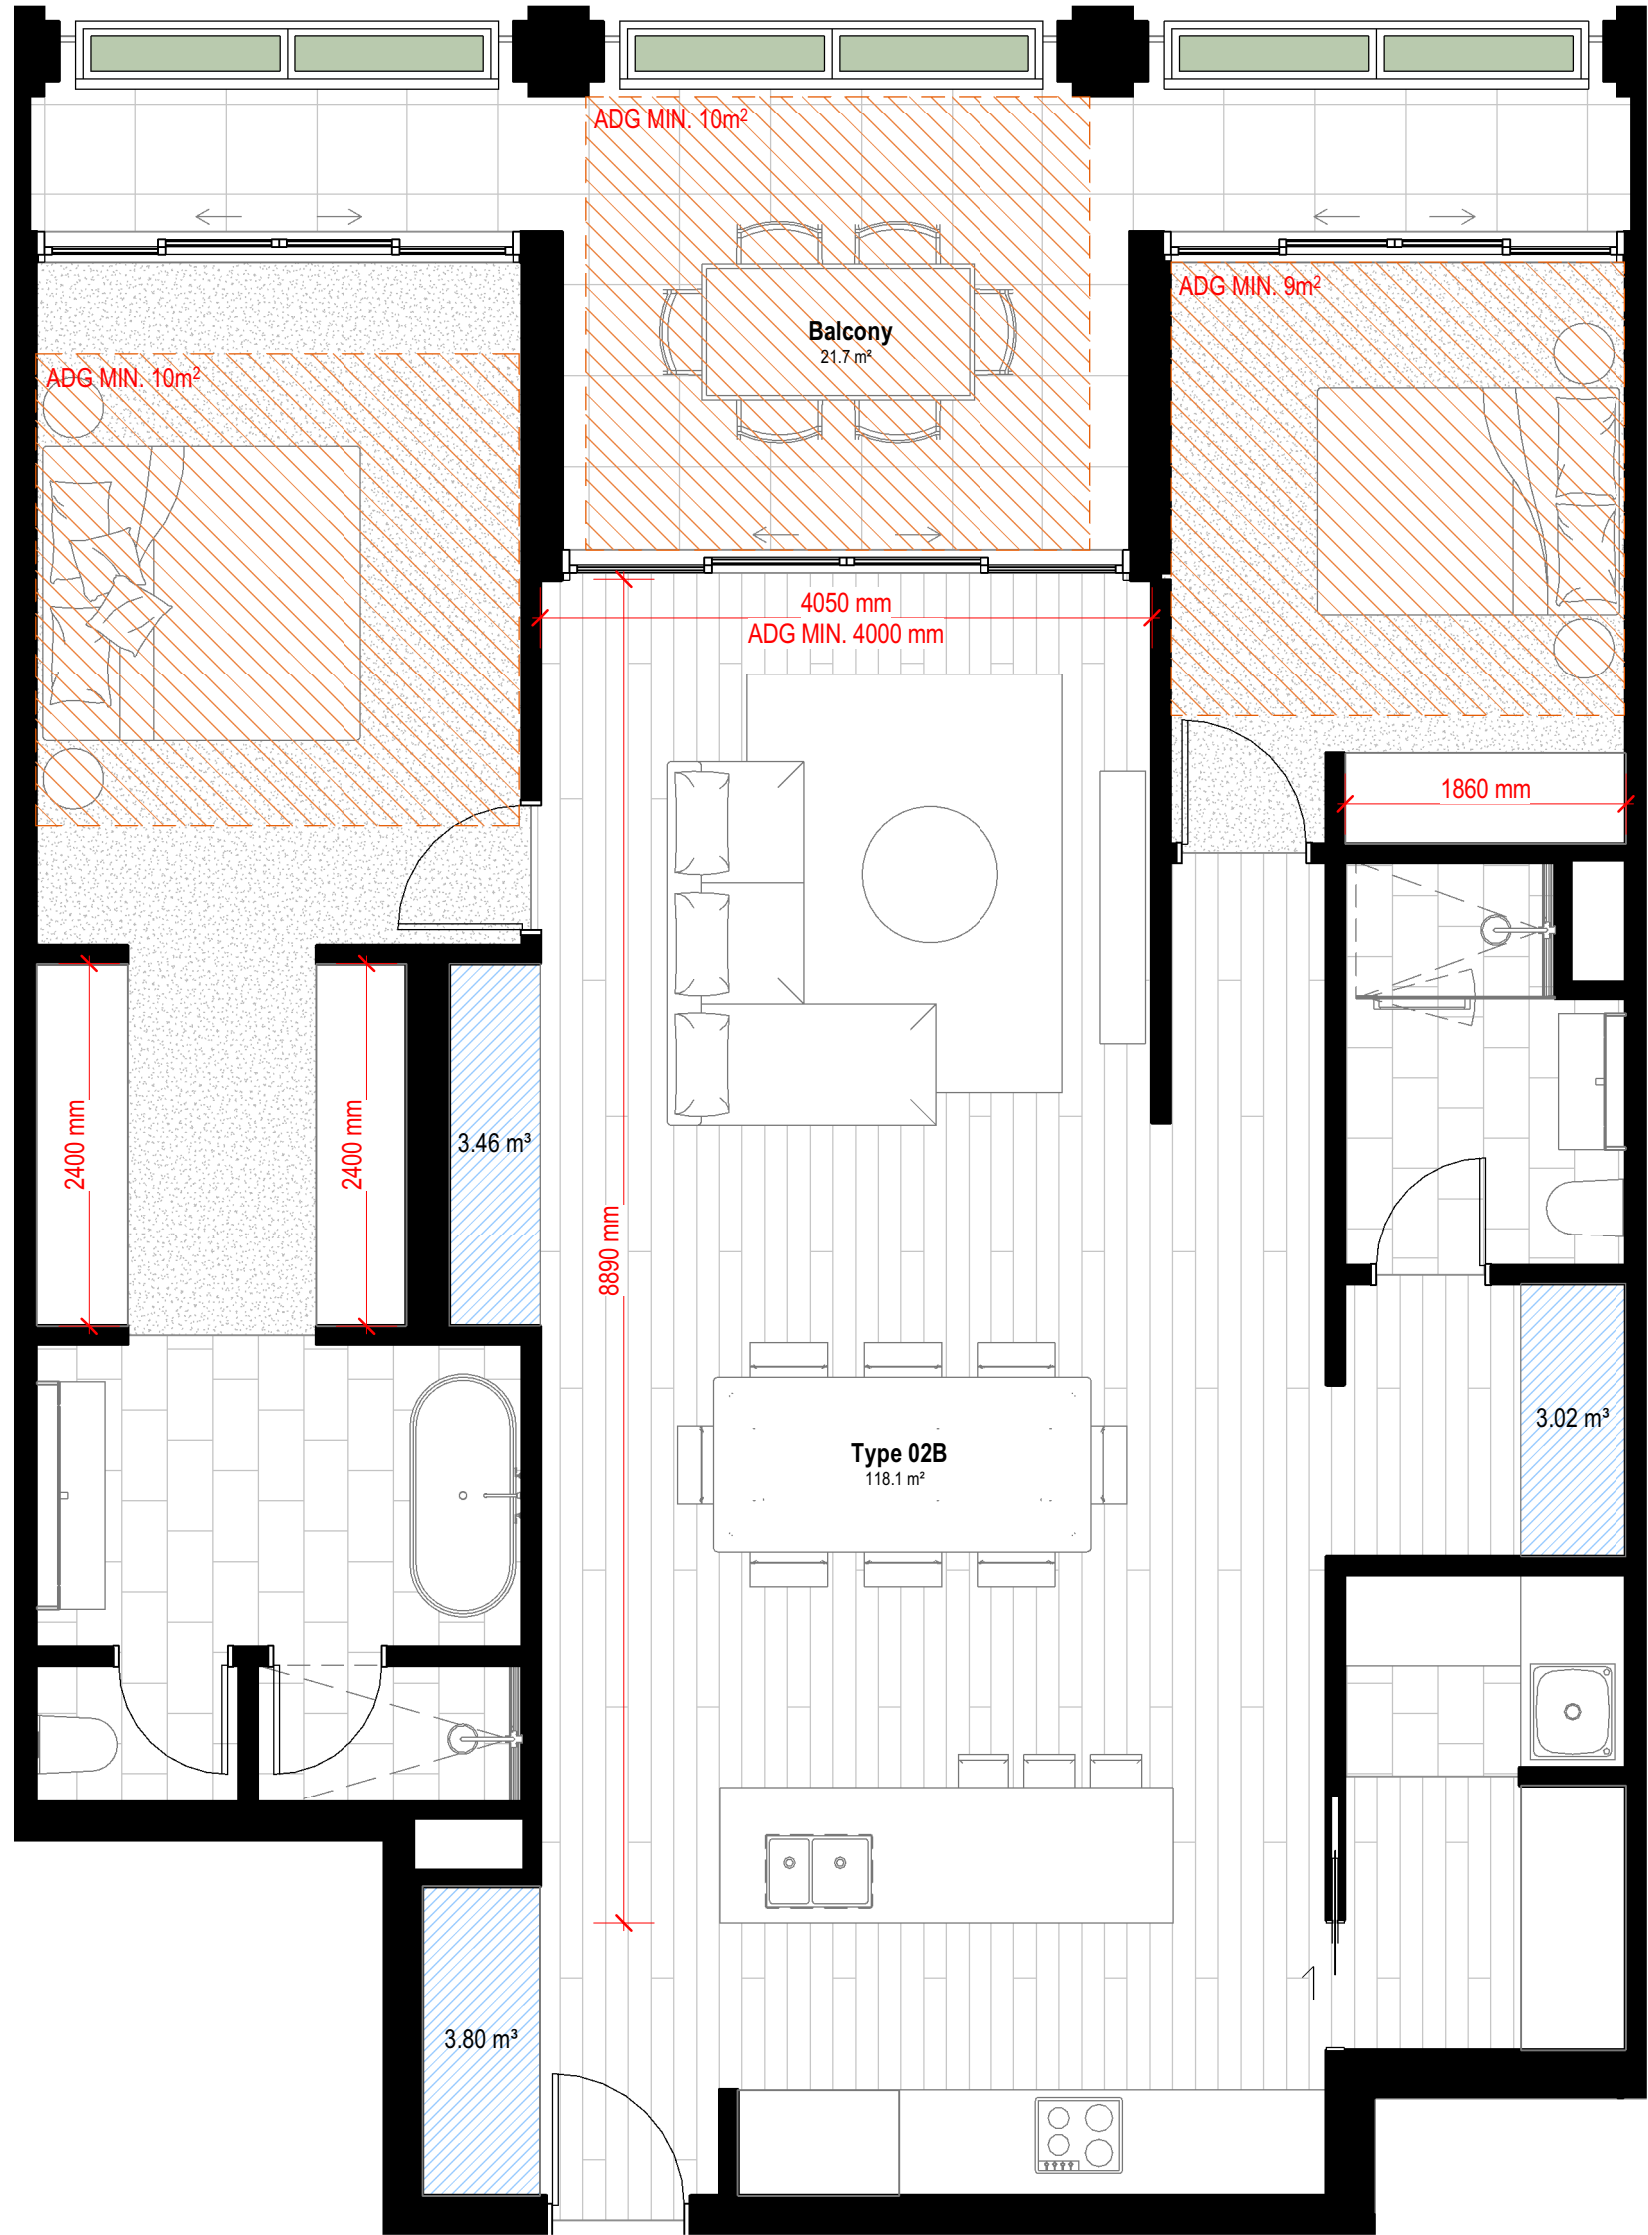 ADG MIN. 10m²
ADG MIN. 9m²
Balcony
21.7 m²
ADG MIN. 10m²
4050 mm
ADG MIN. 4000 mm
1860 mm
2400 mm
2400 mm
3.46 m³
8890 mm
3.02 m³
Type 02B
118.1 m²
3.80 m³